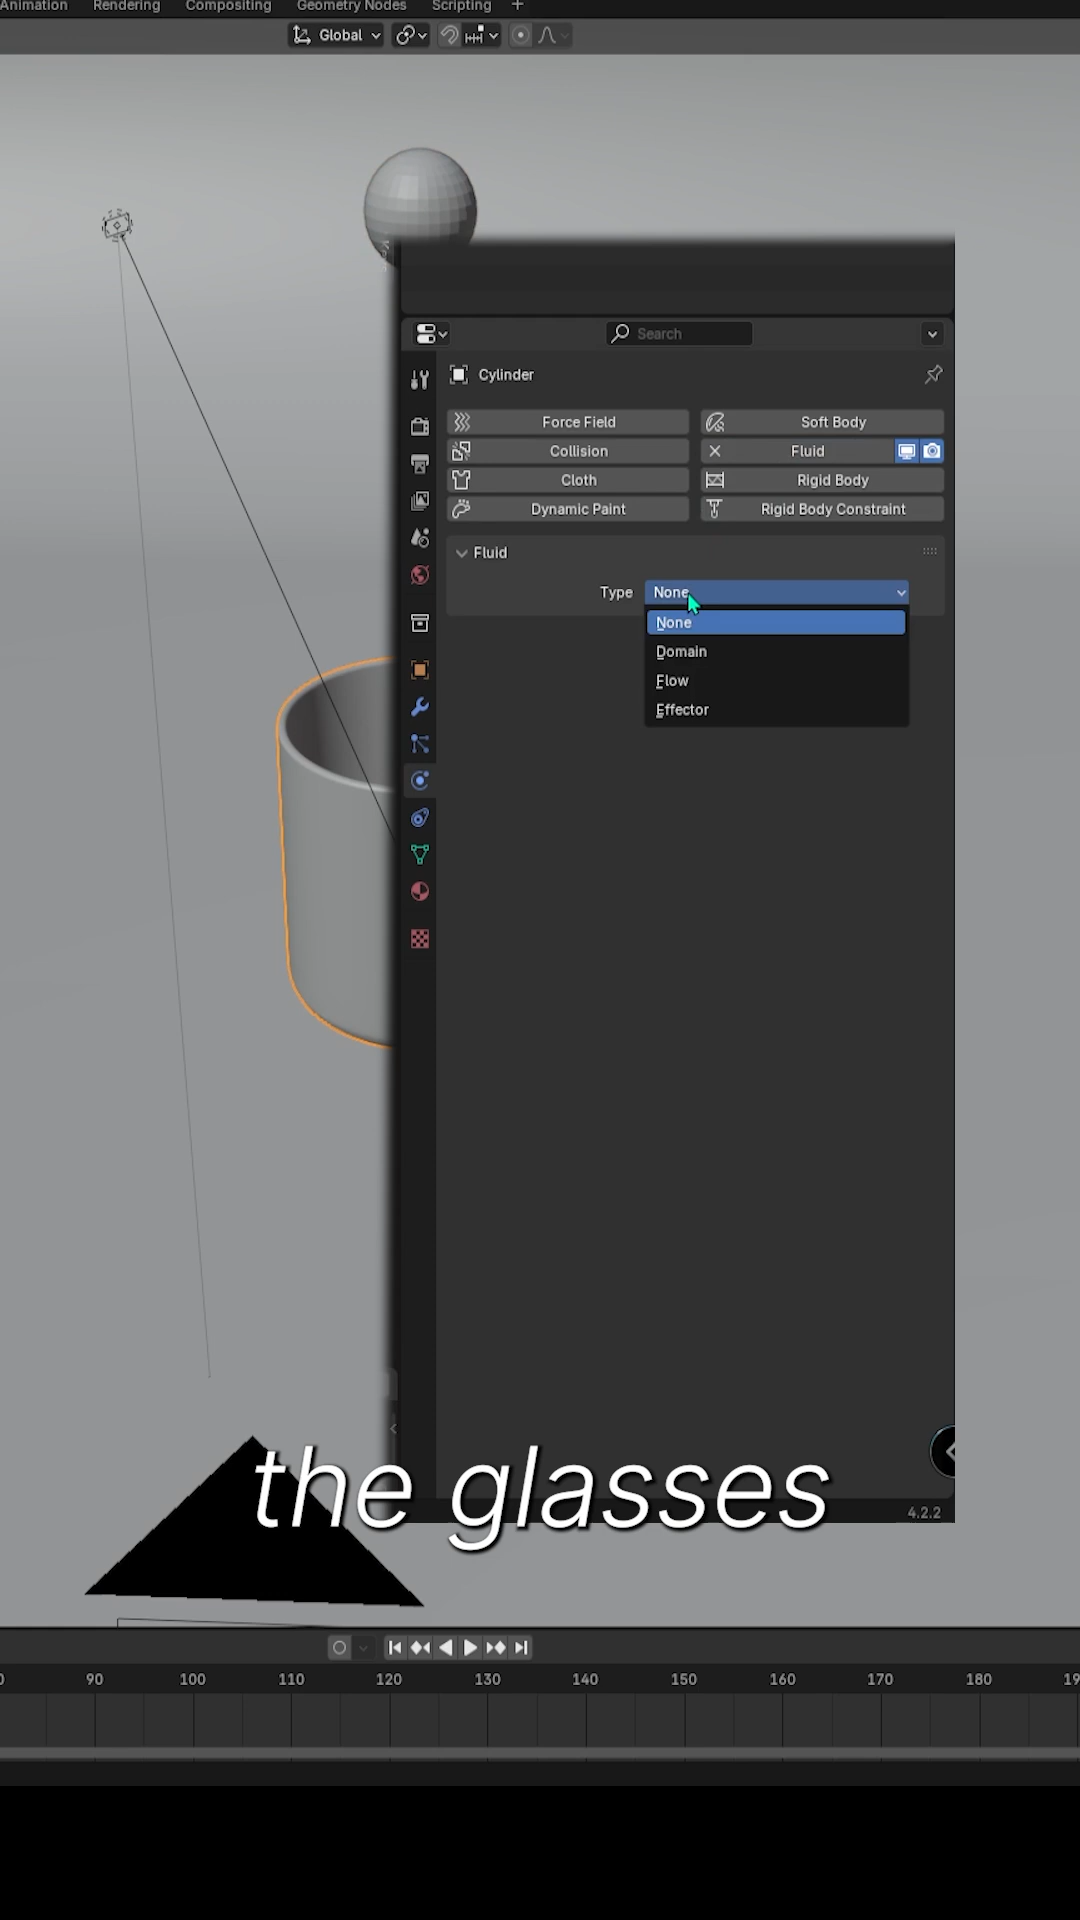 Animation Rendering Compositing Geometry Nodes Scripting +
Global
Search
Cylinder
Force Field
Soft Body
Collision
Fluid
Cloth
Rigid Body
Dynamic Paint
Rigid Body Constraint
Fluid
Type None
None
Domain
Flow
Effector
the glasses
4.2.2
90 100 110 120 130 140 150 160 170 180 19